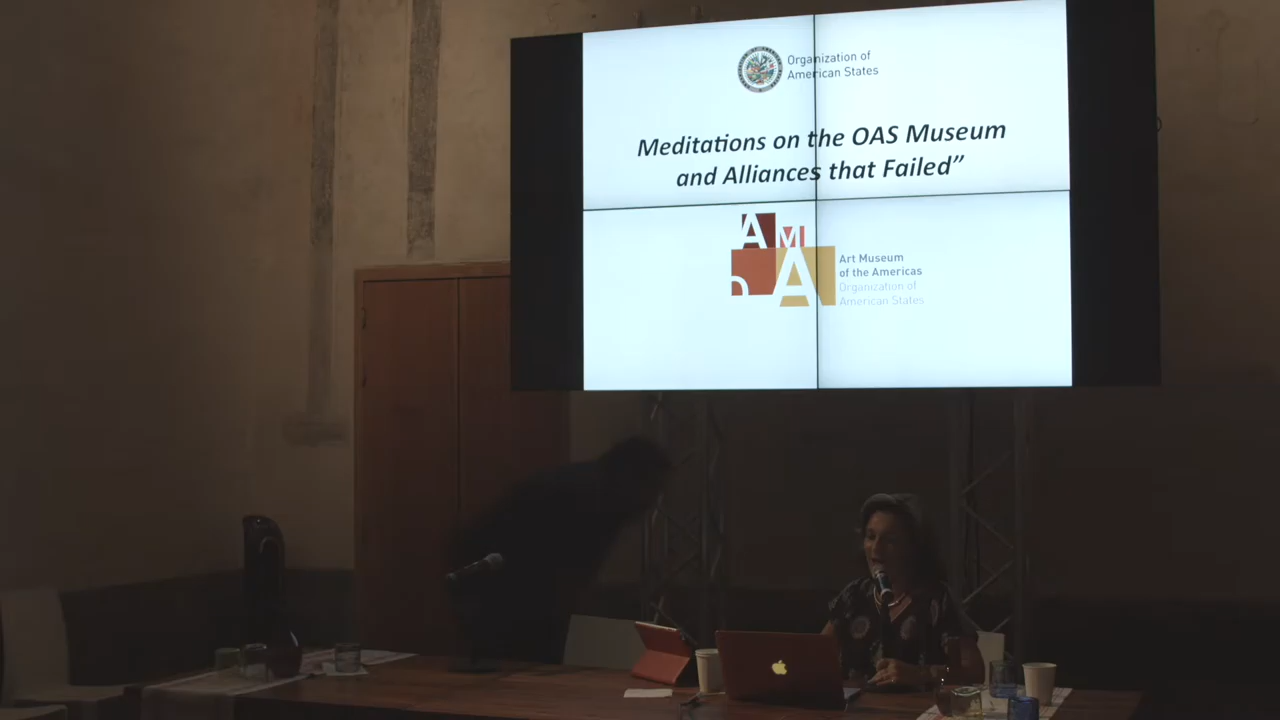 Organization of
American States
Meditations on the OAS Museum
and Alliances that Failed”
AMA
Art Museum
of the Americas
Organization of
American States